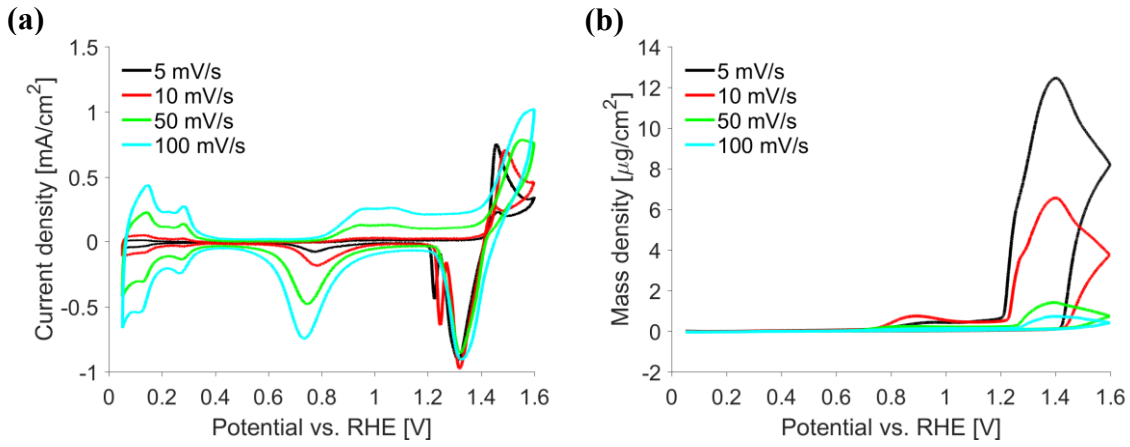 (a)
Current density [mA/cm²]
1.5
1
0.5
0
-0.5
-1
5 mV/s
10 mV/s
50 mV/s
100 mV/s
0 0.2 0.4 0.6 0.8 1 1.2 1.4 1.6
Potential vs. RHE [V]
(b)
Mass density [µg/cm²]
14
12
10
8
6
4
2
0
-2
5 mV/s
10 mV/s
50 mV/s
100 mV/s
0 0.2 0.4 0.6 0.8 1 1.2 1.4 1.6
Potential vs. RHE [V]